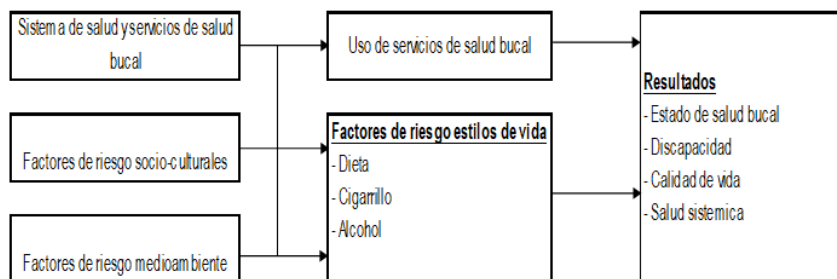 Sistema de salud y servicios de salud
bucal
Uso de servicios de salud bucal
Factores de riesgo socio-culturales
Factores de riesgo estilos de vida
- Dieta
- Cigarrillo
- Alcohol
Factores de riesgo medioambiente
Resultados
- Estado de salud bucal
- Discapacidad
- Calidad de vida
- Salud sistemica